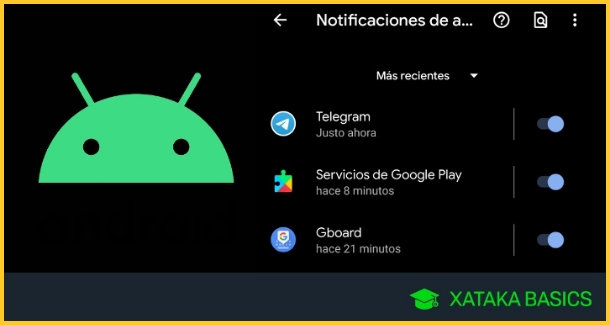 Notificaciones de a...
Más recientes
Telegram
Justo ahora
Servicios de Google Play
hace 8 minutos
Gboard
hace 21 minutos
android
XATAKA BASICS